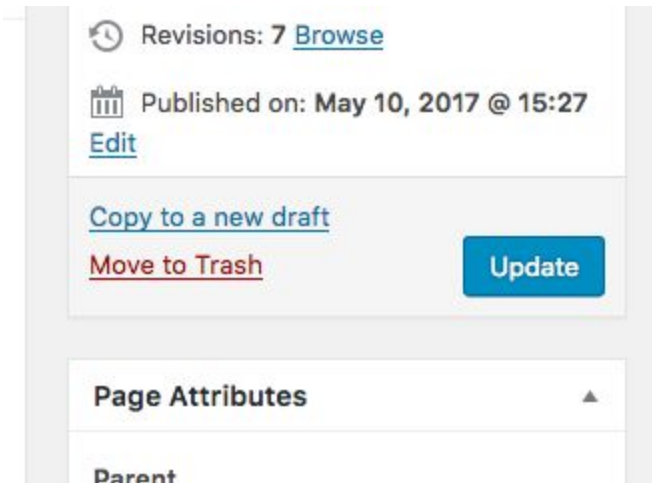 Revisions: 7 Browse
Published on: May 10, 2017 @ 15:27
Edit
Copy to a new draft
Move to Trash
Update
Page Attributes
Parent